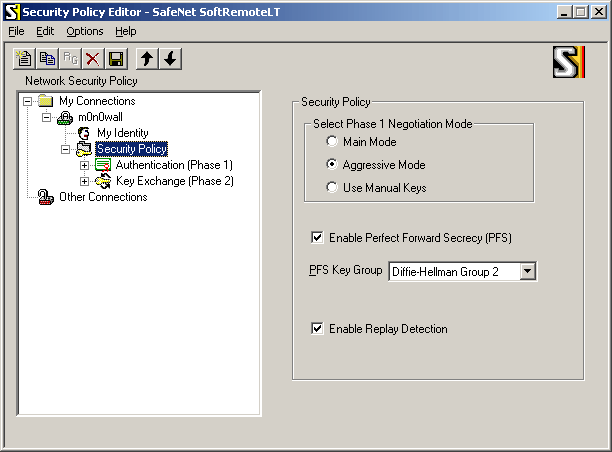 Security Policy Editor - SafeNet SoftRemoteLT
File Edit Options Help
Network Security Policy
My Connections
m0n0wall
My Identity
Security Policy
Authentication (Phase 1)
Key Exchange (Phase 2)
Other Connections
Security Policy
Select Phase 1 Negotiation Mode
Main Mode
Aggressive Mode
Use Manual Keys
Enable Perfect Forward Secrecy (PFS)
PFS Key Group Diffie-Hellman Group 2
Enable Replay Detection